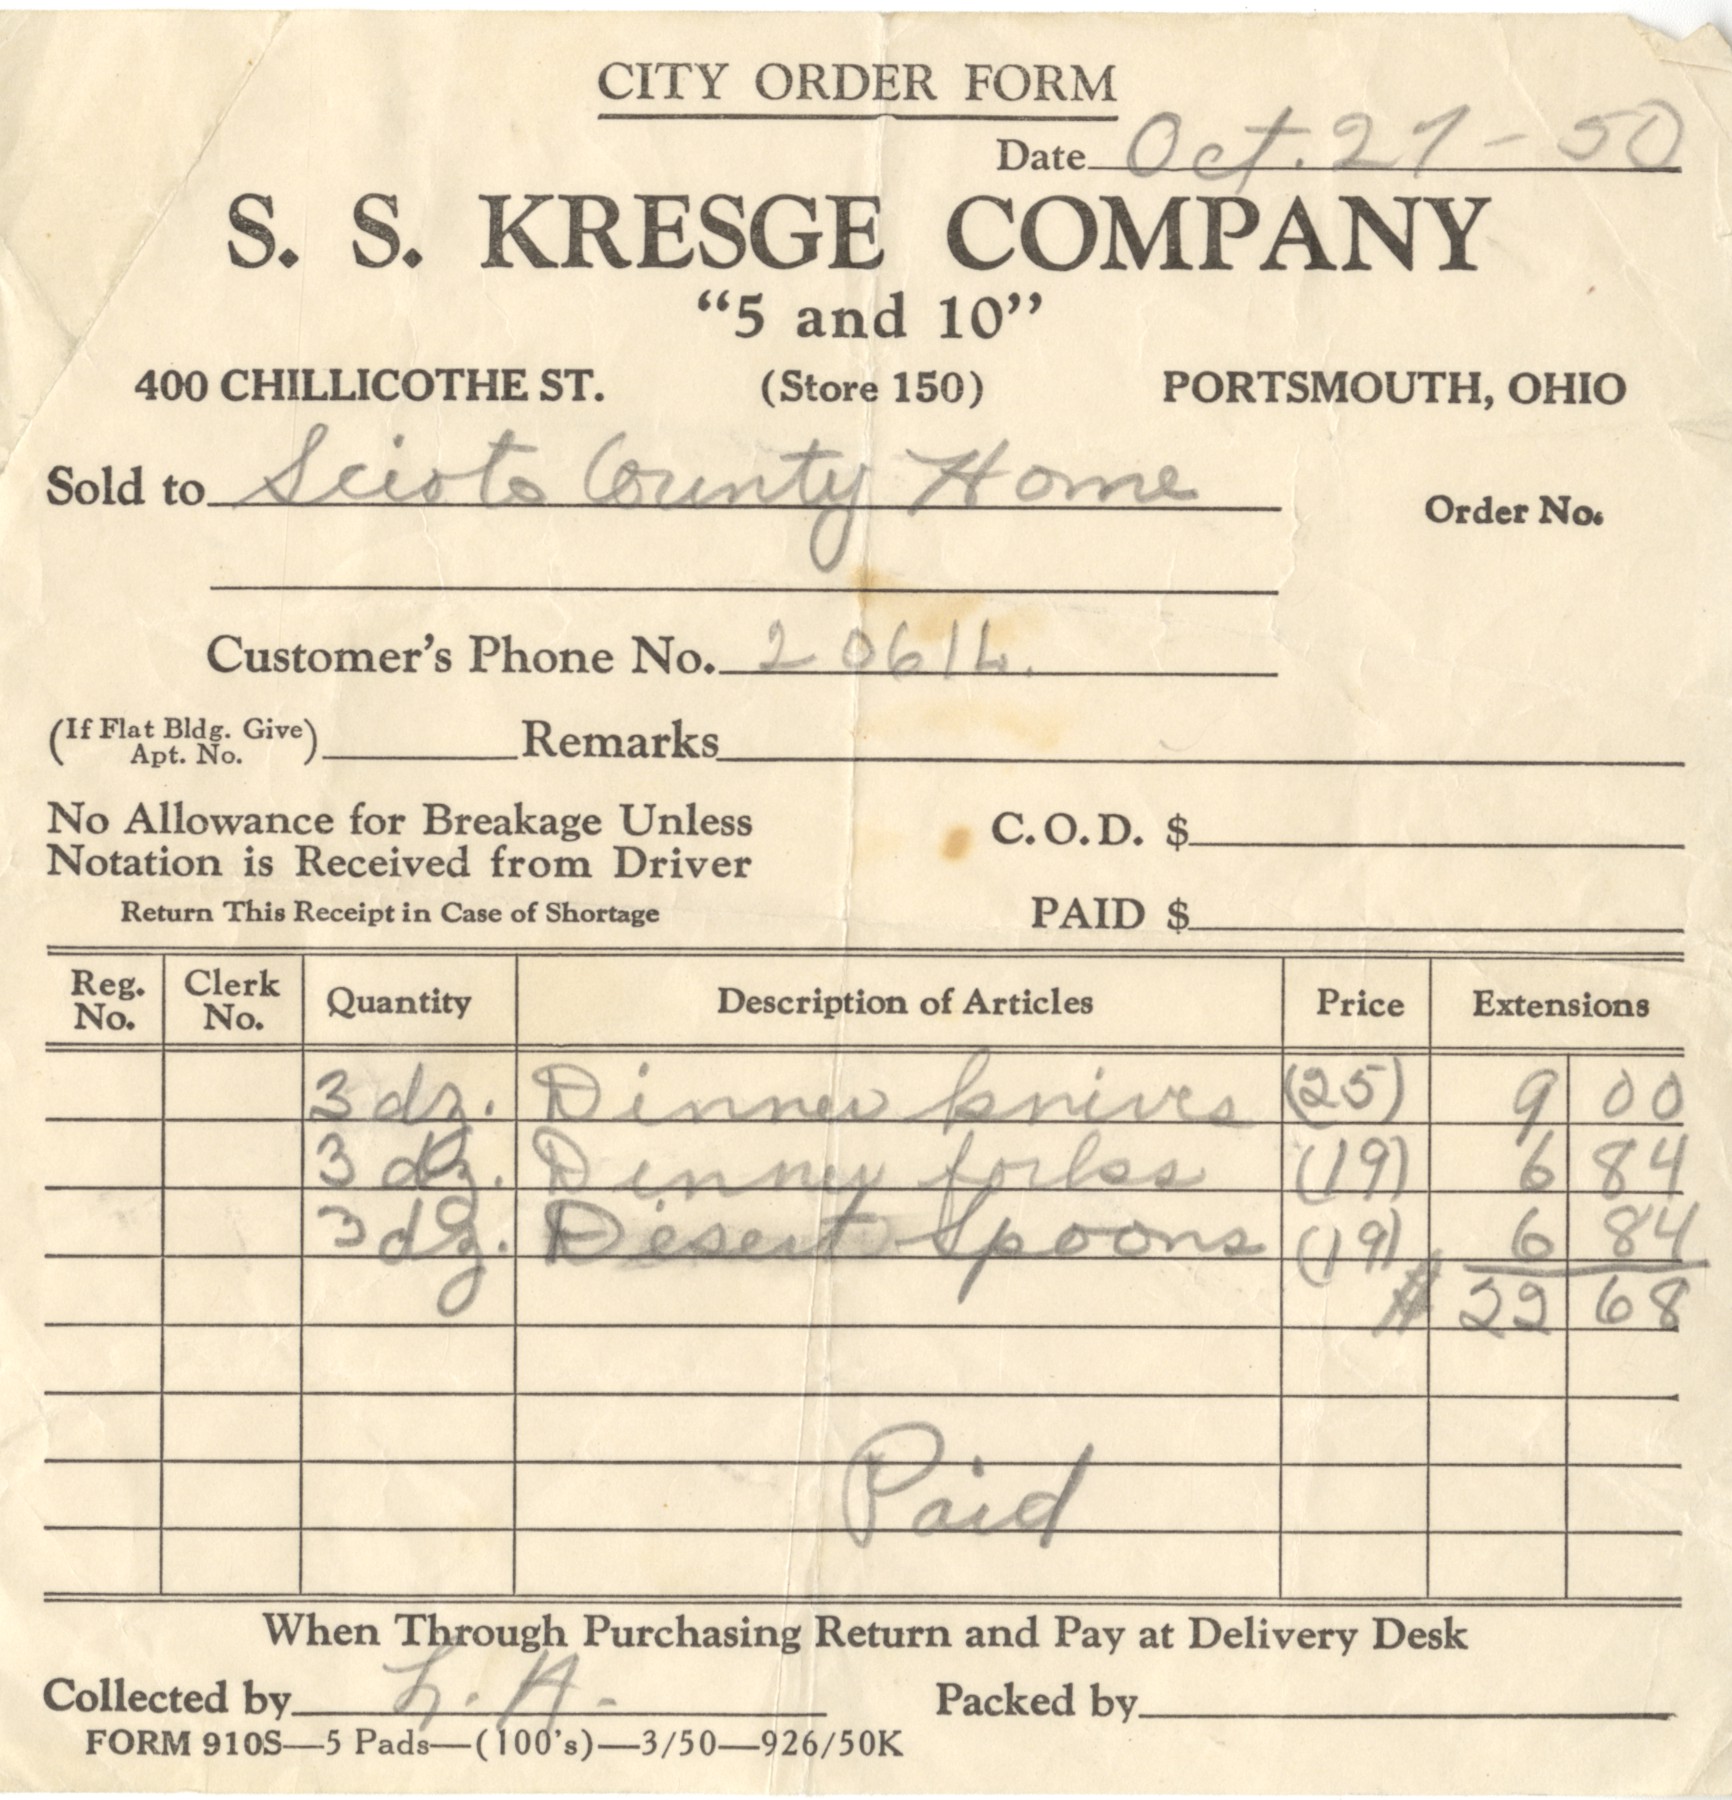 CITY ORDER FORM
Date Oct. 27 - 50
S. S. KRESGE COMPANY
“5 and 10”
400 CHILLICOTHE ST. (Store 150) PORTSMOUTH, OHIO
Sold to Scioto County Home
Order No.
Customer's Phone No. 2 0614.
(If Flat Bldg. Give Apt. No.) Remarks
No Allowance for Breakage Unless
Notation is Received from Driver
C.O.D. $
Return This Receipt in Case of Shortage
PAID $
Reg. No. Clerk No. Quantity Description of Articles Price Extensions
3 dz. Dinner knives (25) 9 00
3 dz. Dinner forks (19) 6 84
3 dz. Desert Spoons (19) 6 84
# 22 68
Paid
When Through Purchasing Return and Pay at Delivery Desk
Collected by L. H. Packed by
FORM 910S—5 Pads—(100's)—3/50—926/50K